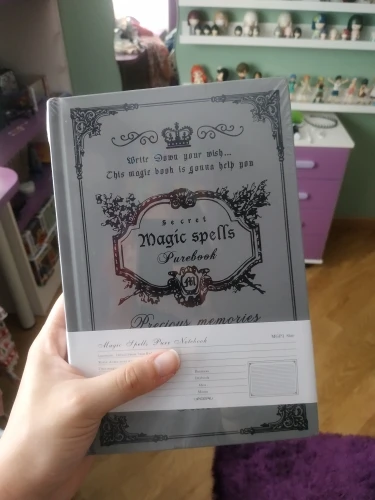 Write Down your wish...
This magic book is gonna help you
Secret
Magic spells
Purebook
M
Precious memories
Magic Spells Pure Notebook